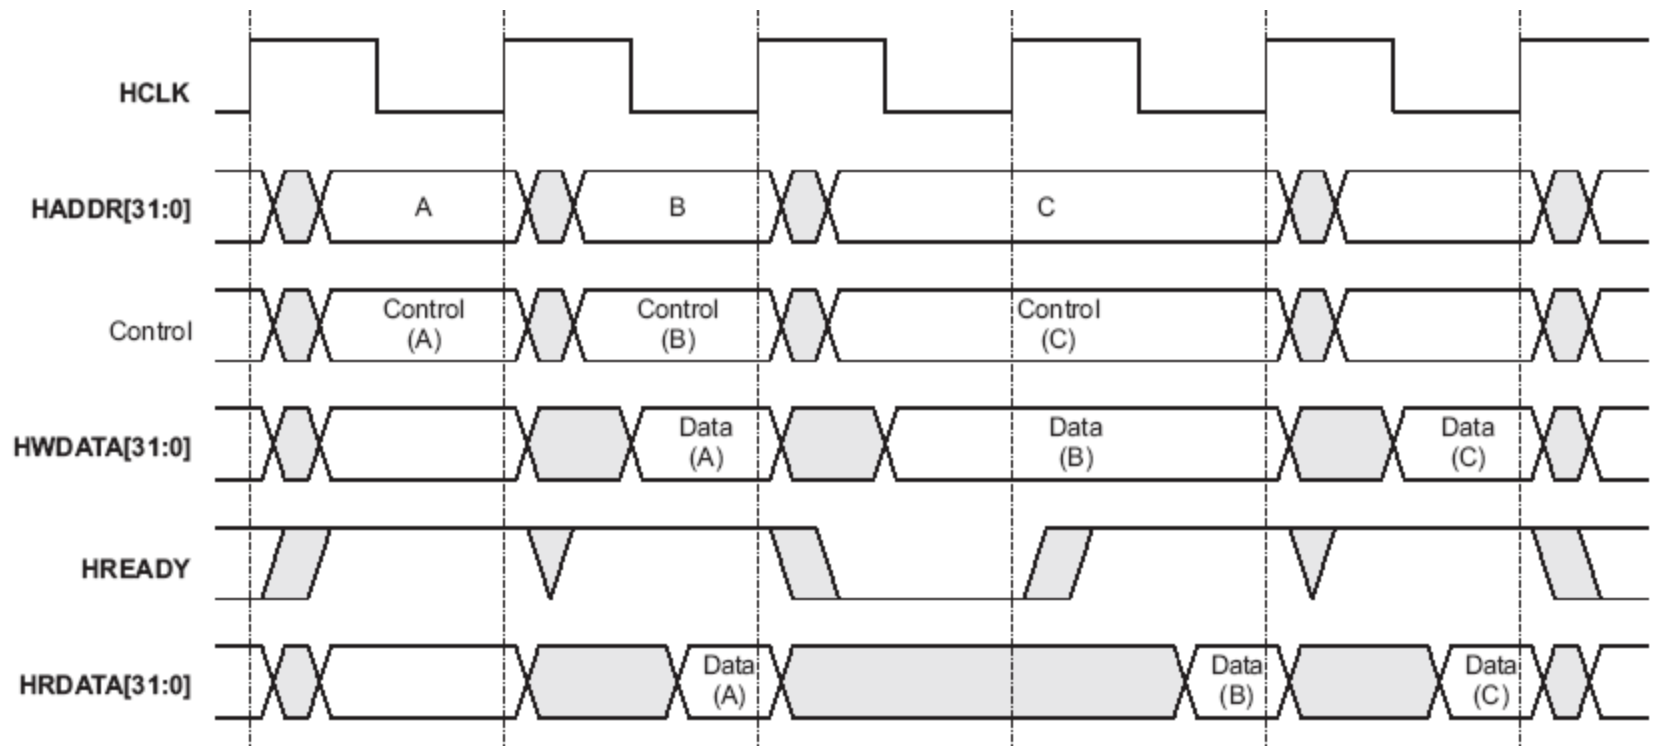 HCLK
HADDR[31:0]
A
B
C
Control
Control
(A)
Control
(B)
Control
(C)
HWDATA[31:0]
Data
(A)
Data
(B)
Data
(C)
HREADY
HRDATA[31:0]
Data
(A)
Data
(B)
Data
(C)